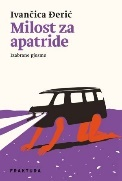 Ivančica Đerić
Milost za
apatride
Izabrane pjesme
FRAKTURA